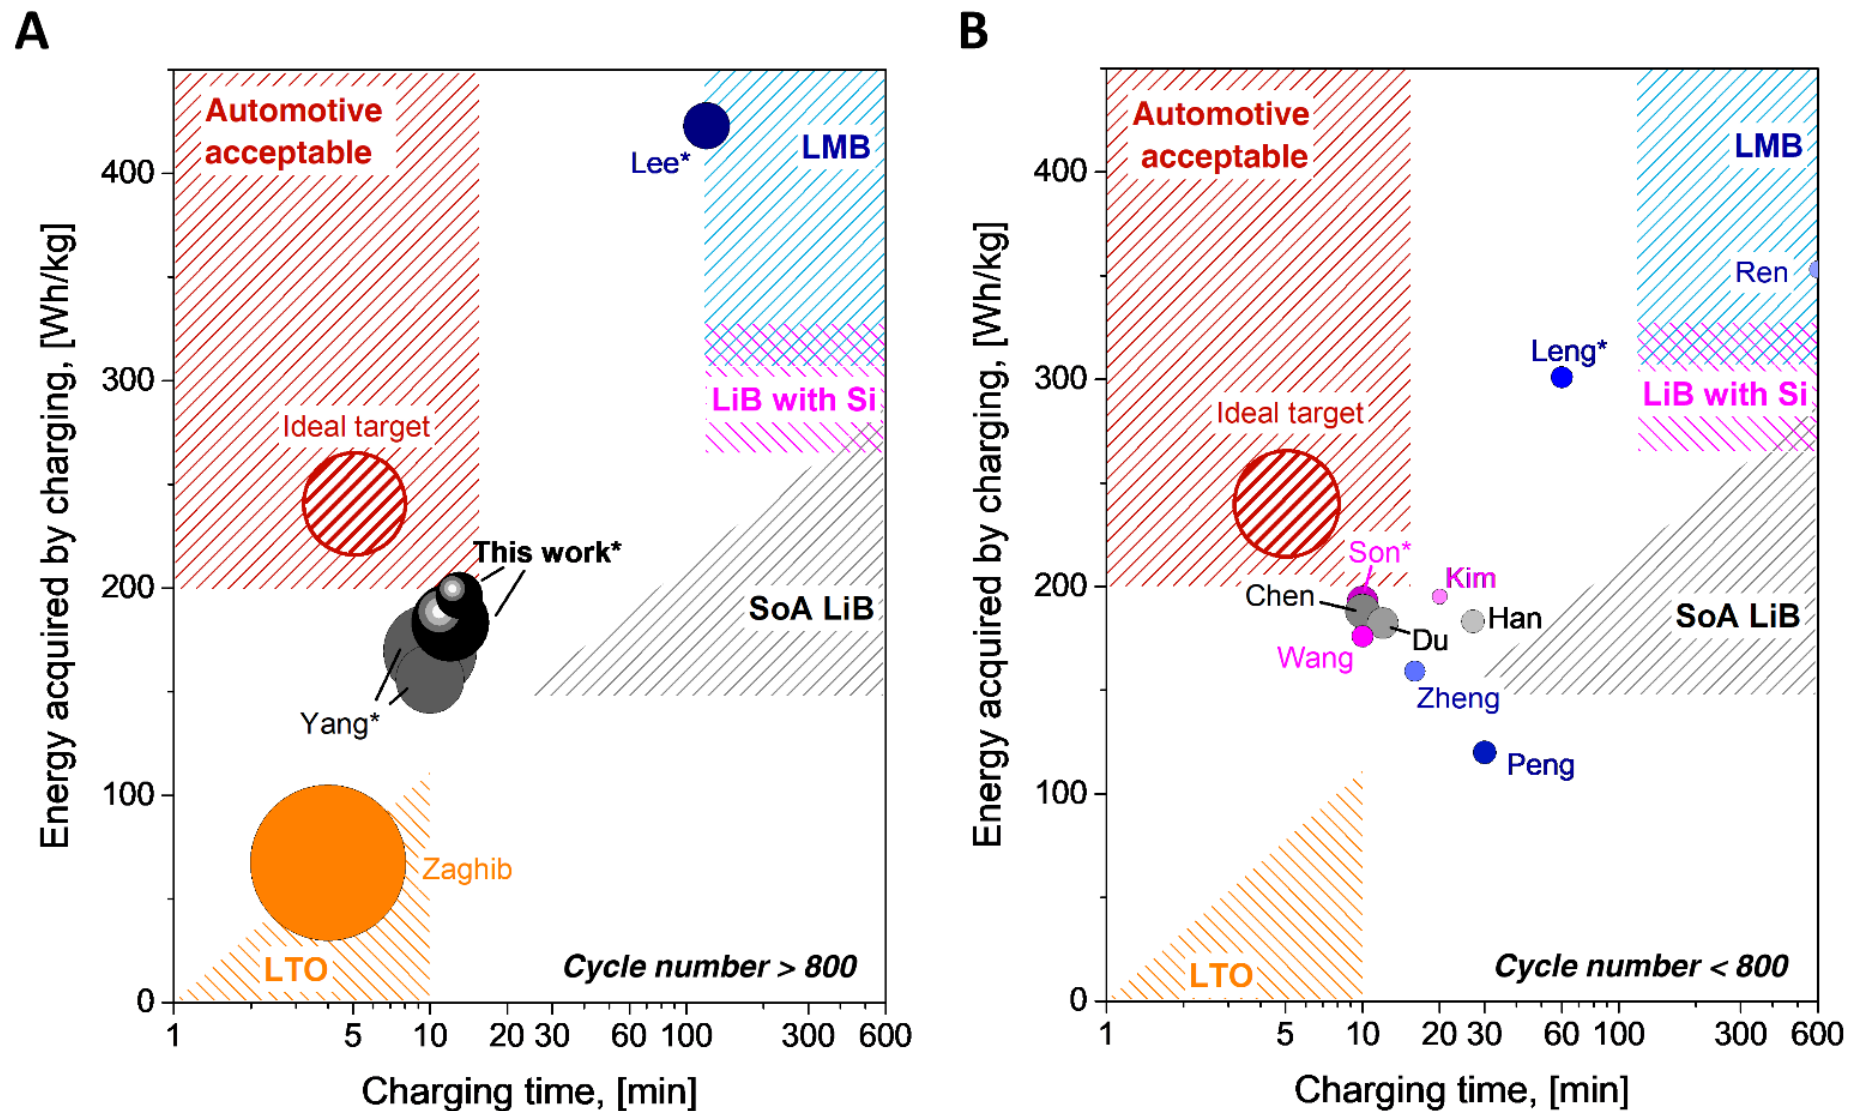 A
Energy acquired by charging, [Wh/kg]
400
300
200
100
0
Automotive
acceptable
Lee*
LMB
LiB with Si
Ideal target
This work*
SoA LiB
Yang*
Zaghib
LTO
Cycle number > 800
1
5
10
20
30
60
100
300
600
Charging time, [min]
B
Energy acquired by charging, [Wh/kg]
400
300
200
100
0
Automotive
acceptable
LMB
Ren
Leng*
LiB with Si
Ideal target
Son*
Kim
Chen
Han
SoA LiB
Du
Wang
Zheng
Peng
LTO
Cycle number < 800
1
5
10
20
30
60
100
300
600
Charging time, [min]